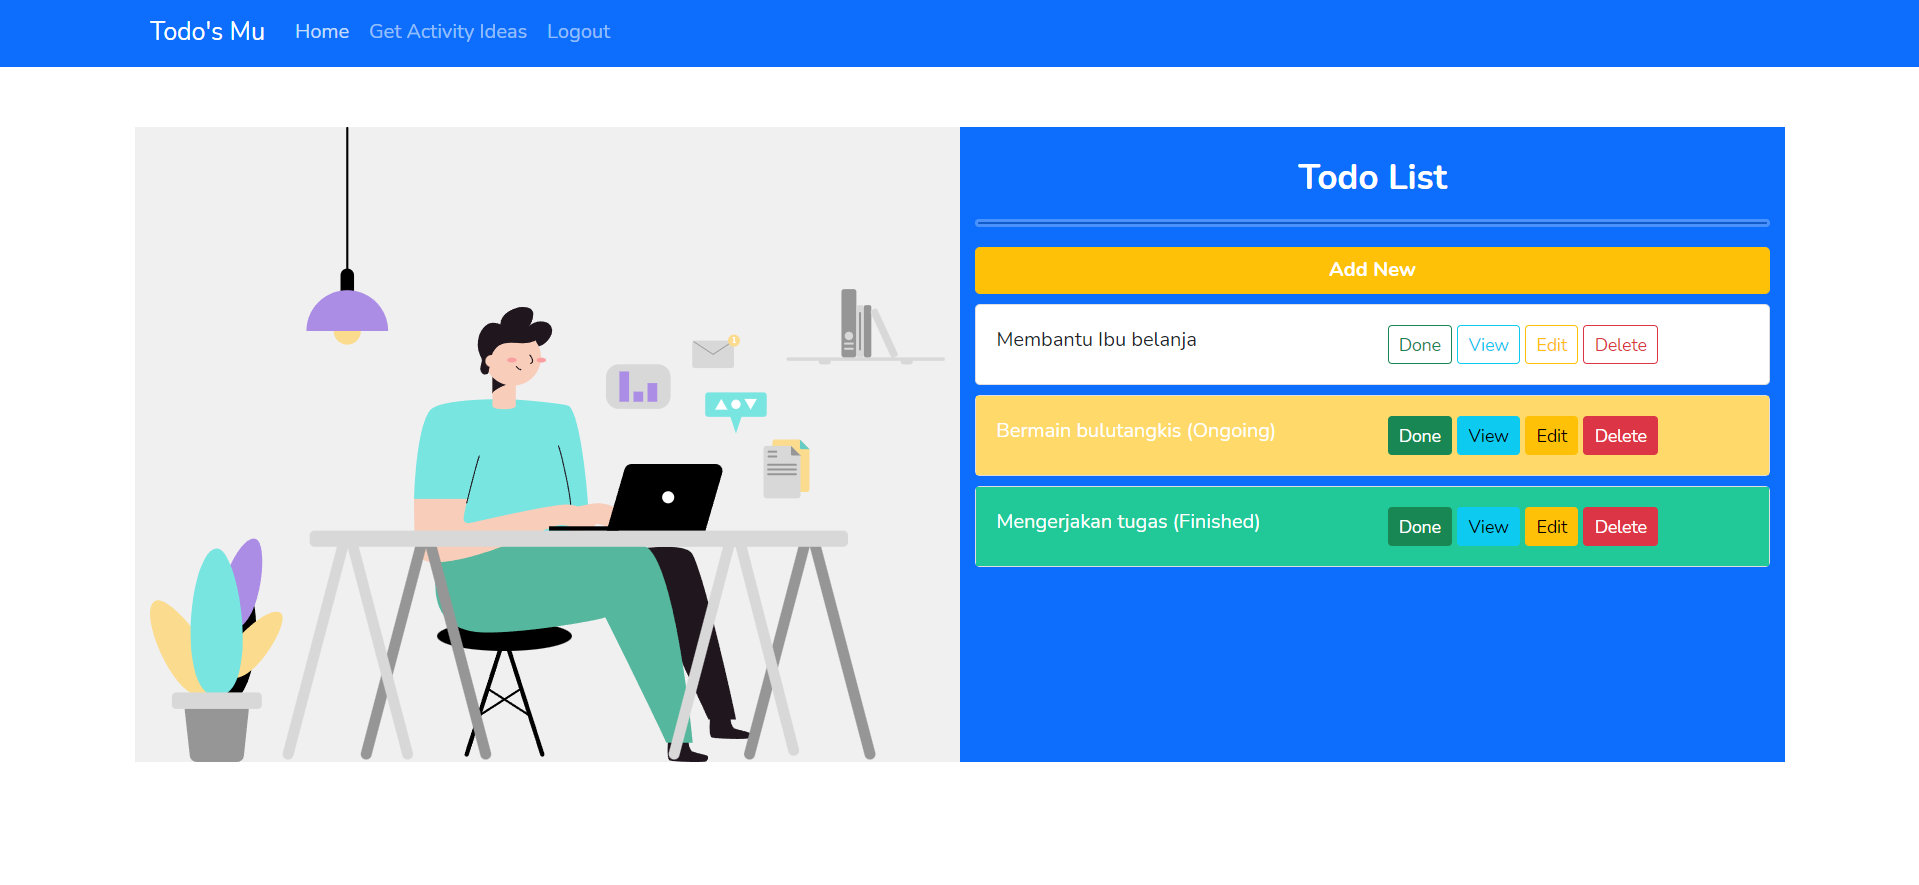 Todo's Mu Home Get Activity Ideas Logout
Todo List
Add New
1
Membantu Ibu belanja Done View Edit Delete
Bermain bulutangkis (Ongoing) Done View Edit Delete
Mengerjakan tugas (Finished) Done View Edit Delete